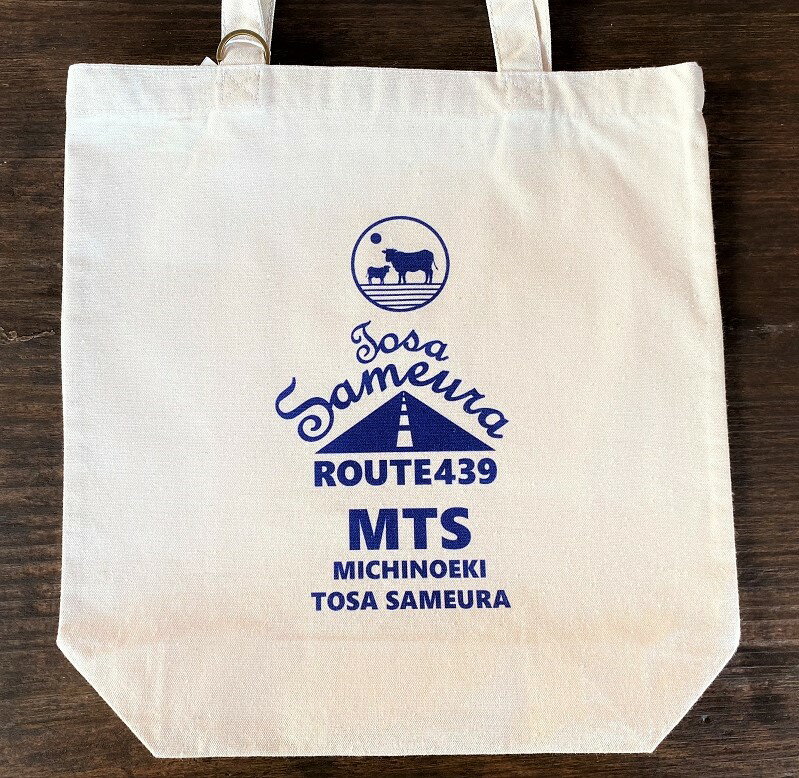 Tosa
Sameura
ROUTE439
MTS
MICHINOEKI
TOSA SAMEURA